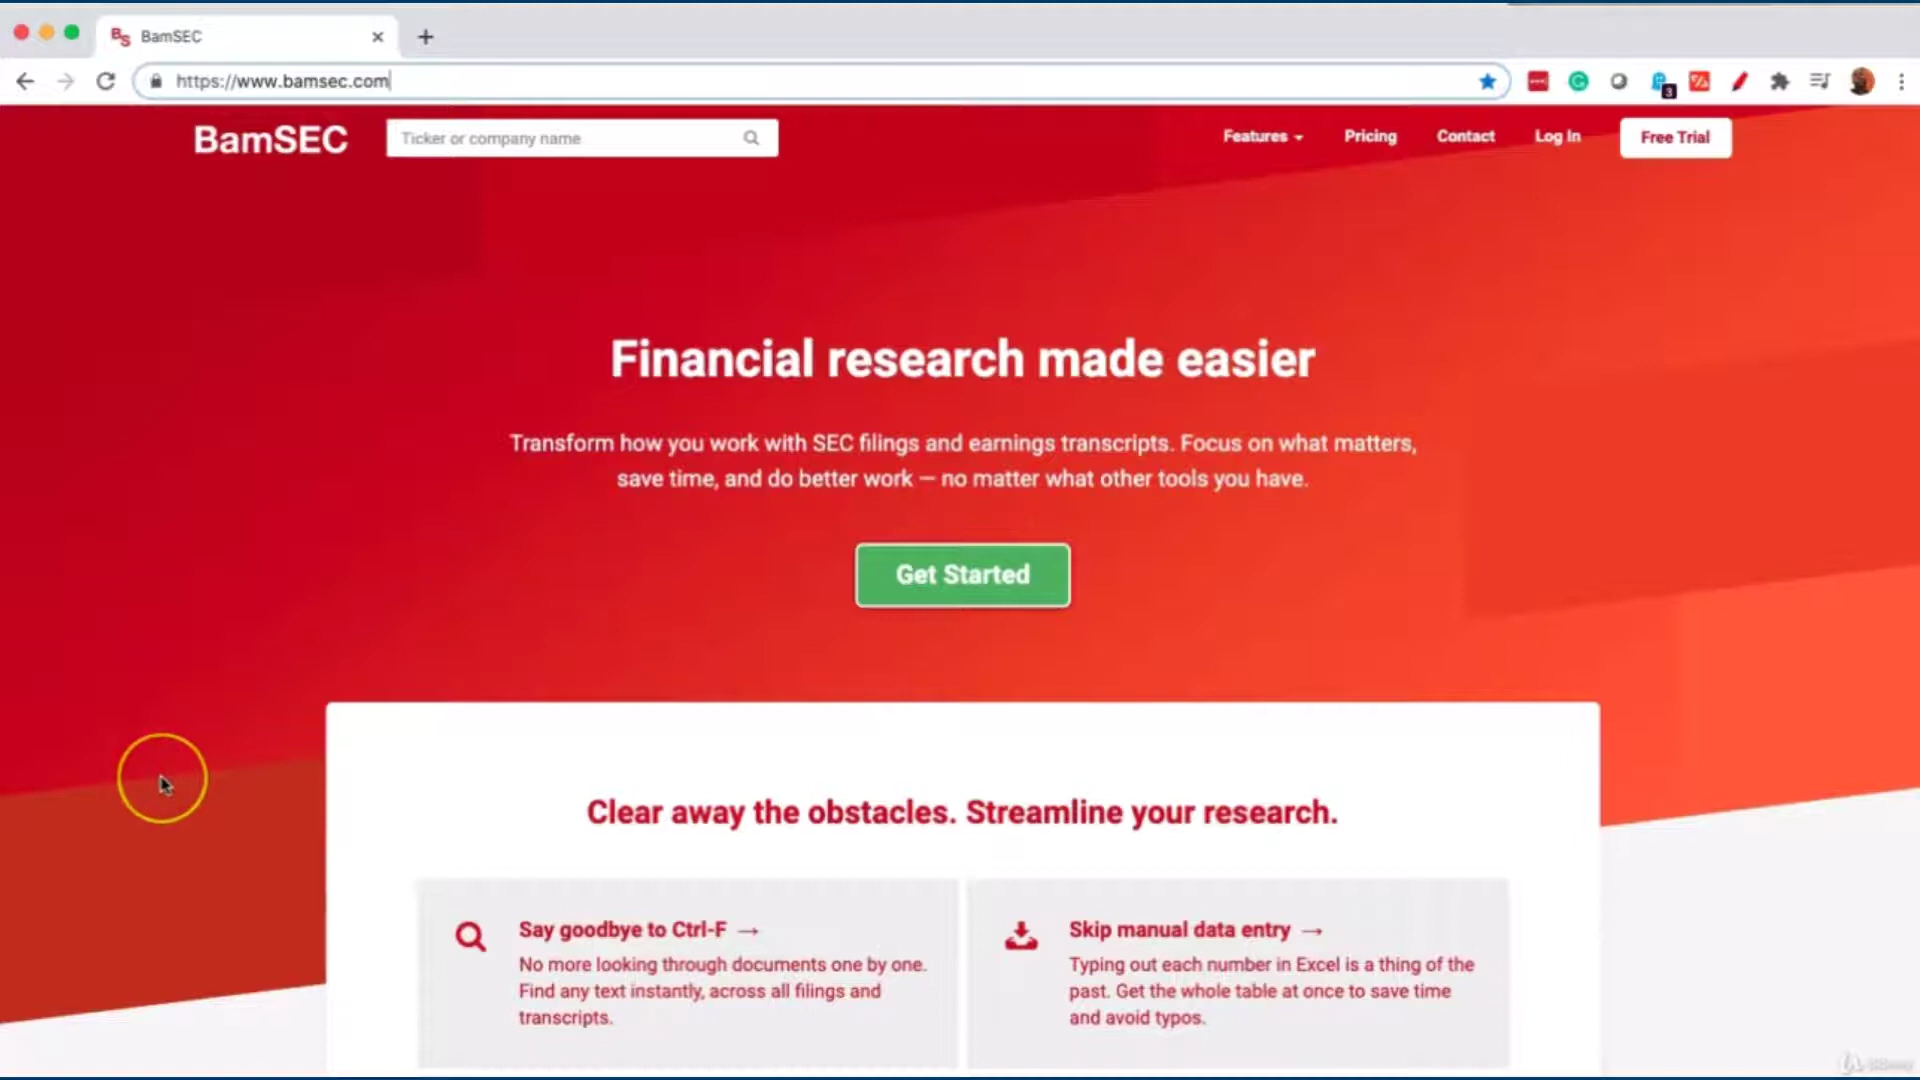 BS BamSEC
https://www.bamsec.com
3
BamSEC
Ticker or company name
Features
Pricing
Contact
Log In
Free Trial
Financial research made easier
Transform how you work with SEC filings and earnings transcripts. Focus on what matters,
save time, and do better work — no matter what other tools you have.
Get Started
Clear away the obstacles. Streamline your research.
Say goodbye to Ctrl-F →
No more looking through documents one by one.
Find any text instantly, across all filings and
transcripts.
Skip manual data entry →
Typing out each number in Excel is a thing of the
past. Get the whole table at once to save time
and avoid typos.